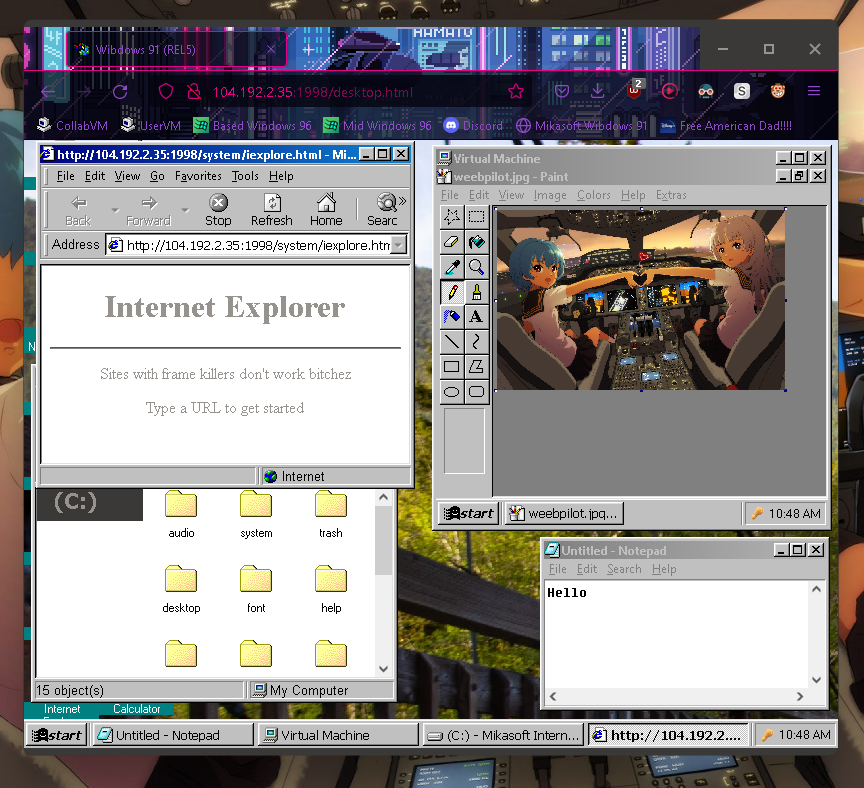 HAMATO
Wibdows 91 (REL5)
104.192.2.35:1998/desktop.html
2
S
CollabVM
UserVM
Based Windows 96
Mid Windows 96
Discord
Mikasoft Wibdows 91
Free American Dad!!!!
http://104.192.2.35:1998/system/iexplore.html - Mi...
File Edit View Go Favorites Tools Help
Back
Forward
Stop
Refresh
Home
Searc
Address
http://104.192.2.35:1998/system/iexplore.htm
Internet Explorer
Sites with frame killers don't work bitchez
Type a URL to get started
Internet
Virtual Machine
weebpilot.jpg - Paint
File Edit View Image Colors Help Extras
A
start
weebpilot.jpg...
10:48 AM
N
(C:)
audio
system
trash
desktop
font
help
15 object(s)
My Computer
Untitled - Notepad
File Edit Search Help
Hello
Internet
Calculator
start
Untitled - Notepad
Virtual Machine
(C:) - Mikasoft Intern...
http://104.192.2....
10:48 AM